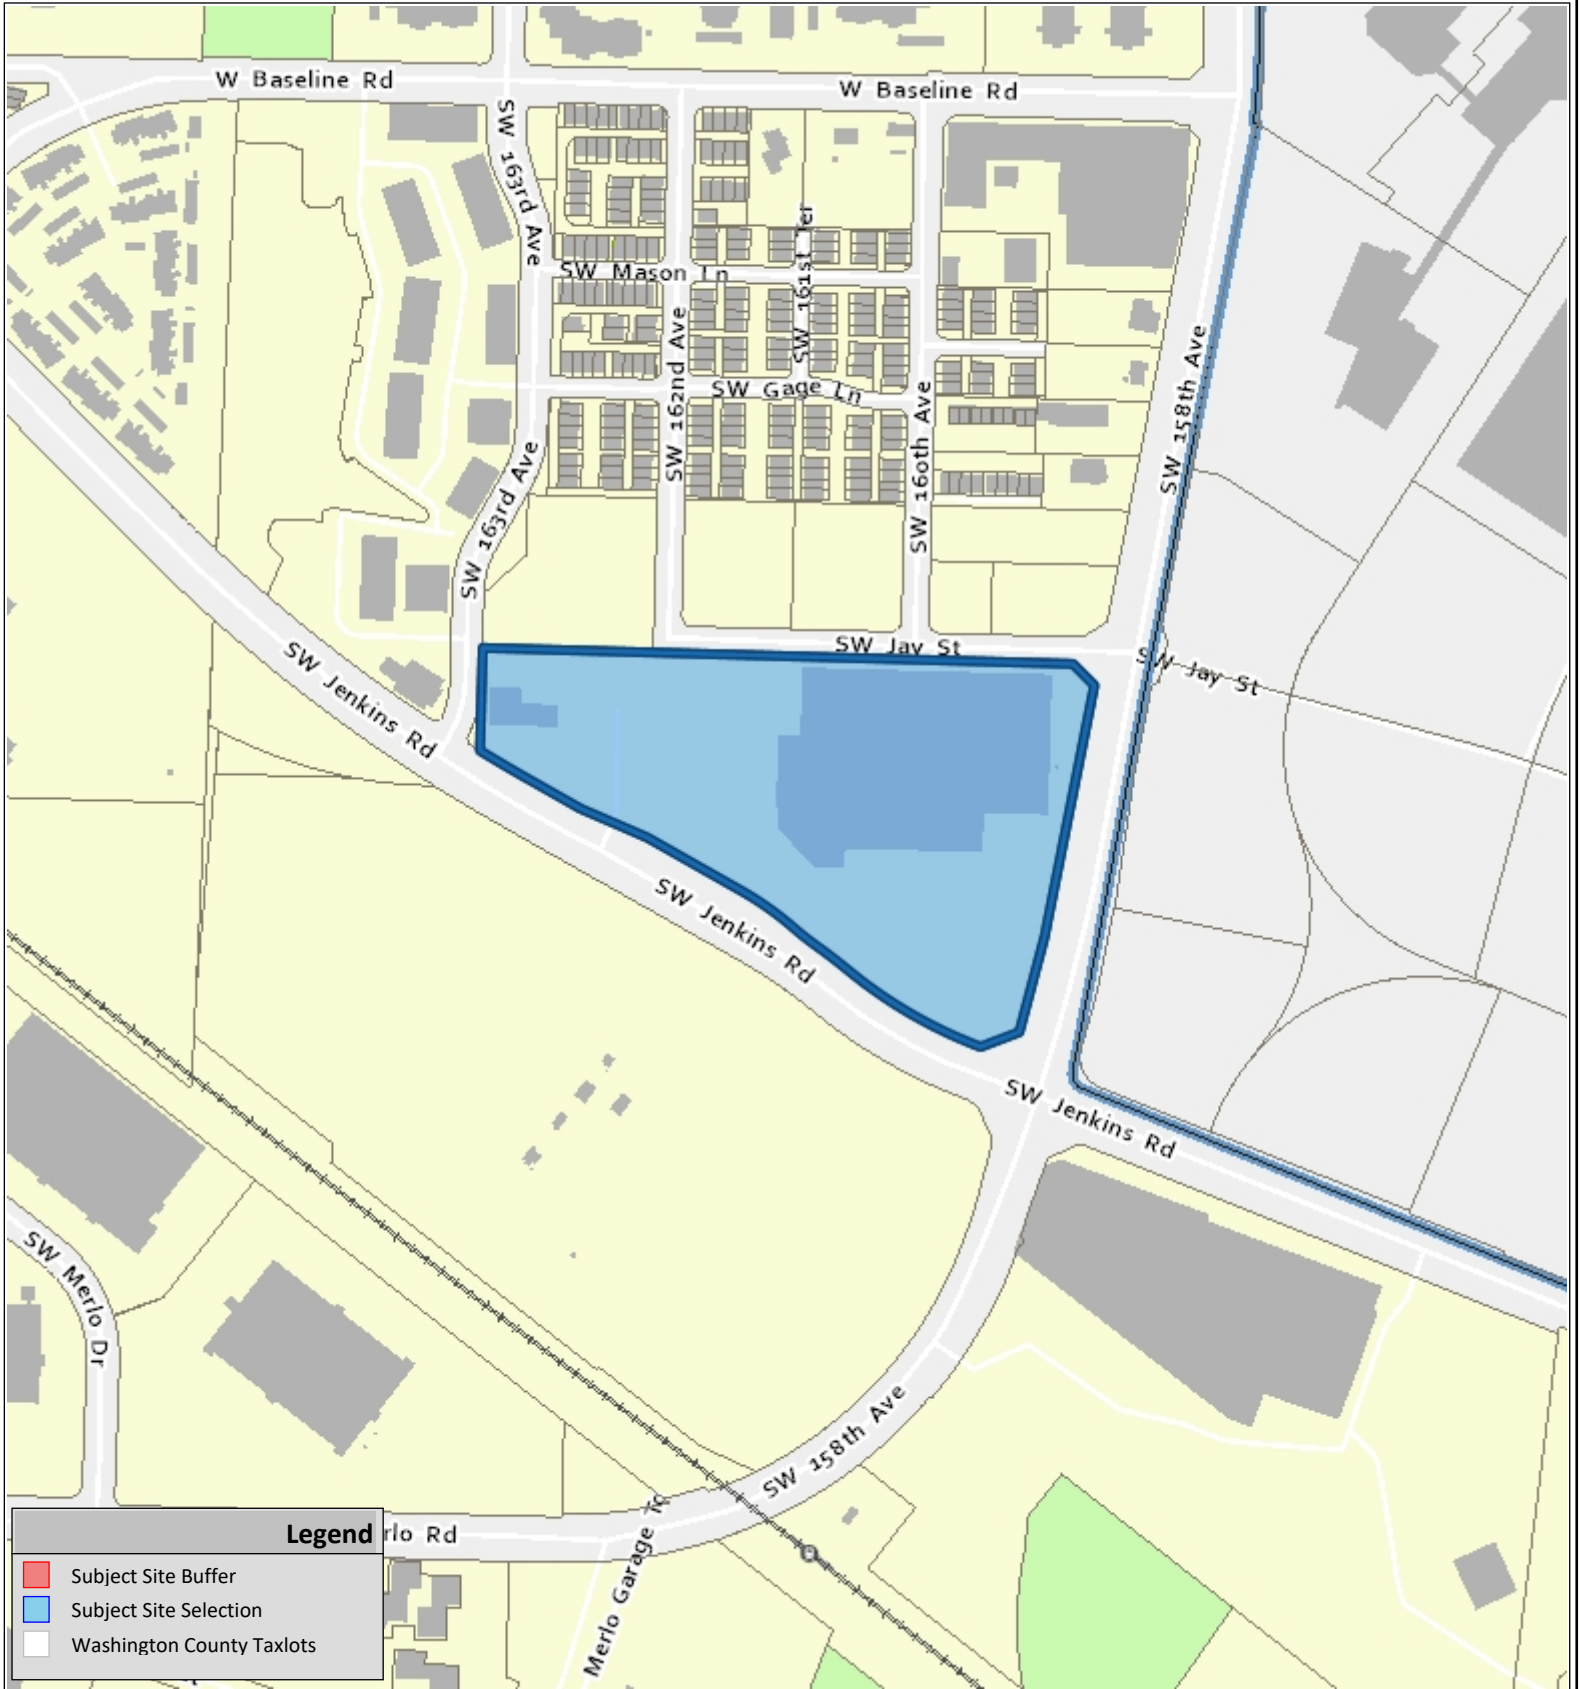 W Baseline Rd
W Baseline Rd
SW 163rd Ave
SW 161st Ter
SW Mason Ln
SW 162nd Ave
SW 158th Ave
SW Gage Ln
SW 160th Ave
SW 163rd Ave
SW Jay St
SW Jay St
SW Jenkins Rd
SW Jenkins Rd
SW Jenkins Rd
SW Merlo Dr
SW 158th Ave
rlo Rd
Merlo Garage Tc
Legend
Subject Site Buffer
Subject Site Selection
Washington County Taxlots